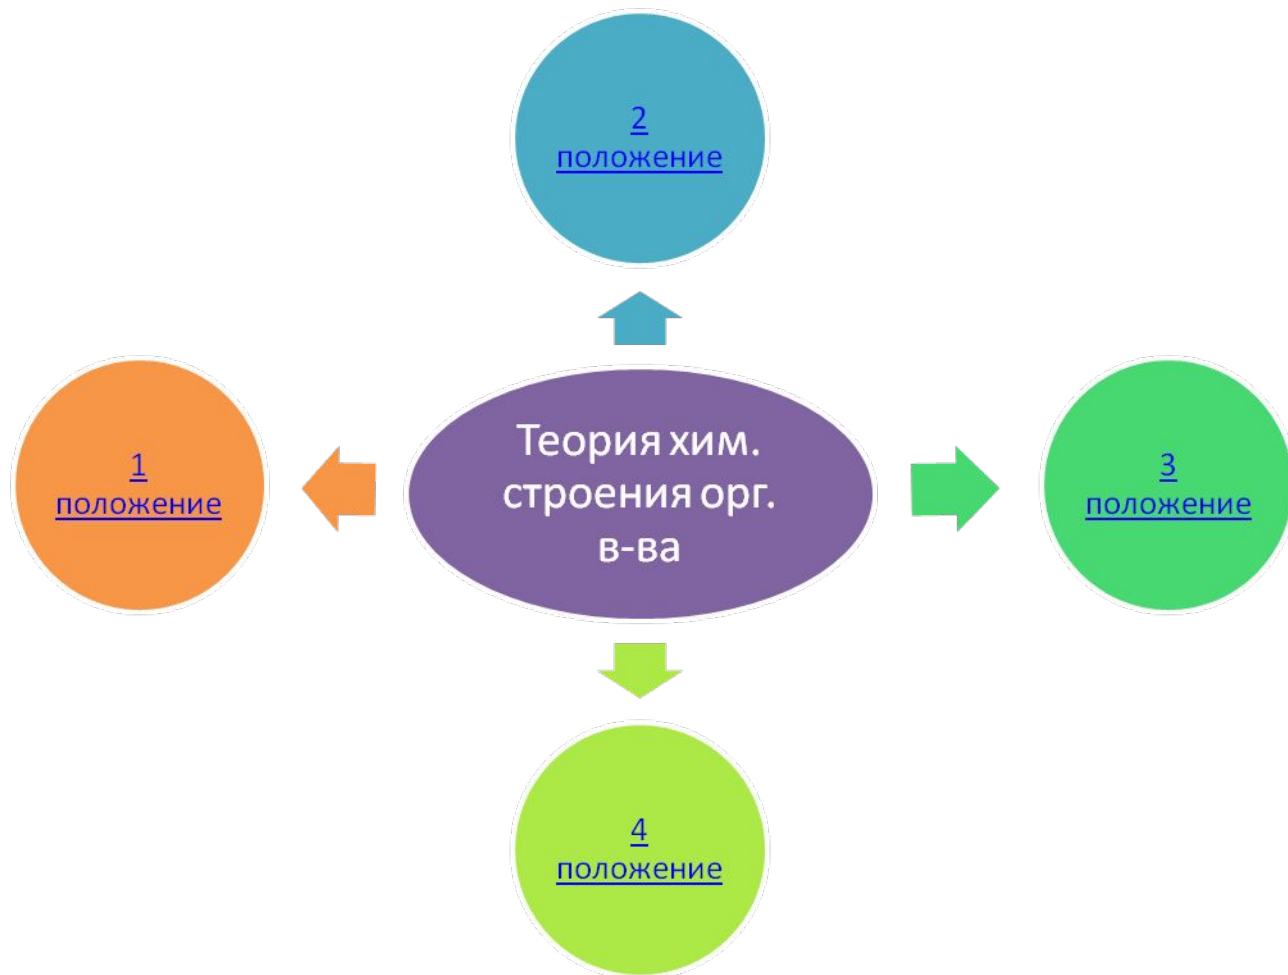 2
положение
1
положение
Теория хим.
строения орг.
в-ва
3
положение
4
положение